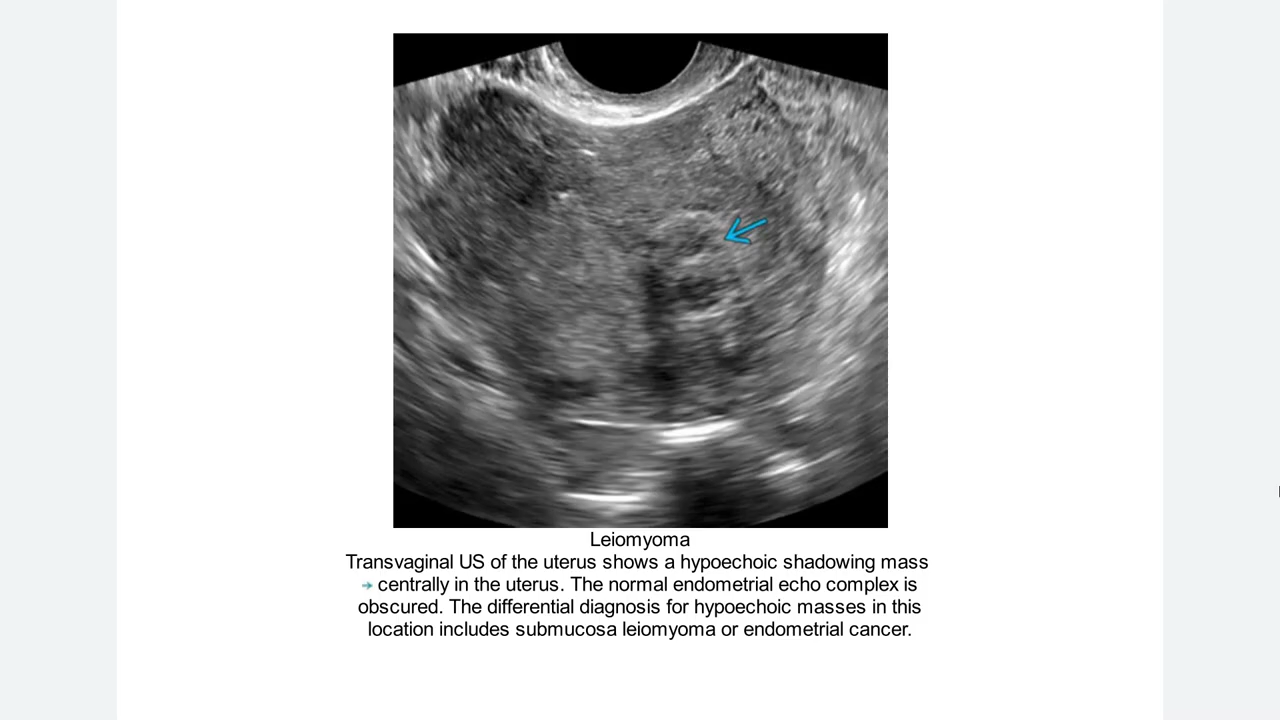 Leiomyoma
Transvaginal US of the uterus shows a hypoechoic shadowing mass
➔ centrally in the uterus. The normal endometrial echo complex is
obscured. The differential diagnosis for hypoechoic masses in this
location includes submucosa leiomyoma or endometrial cancer.